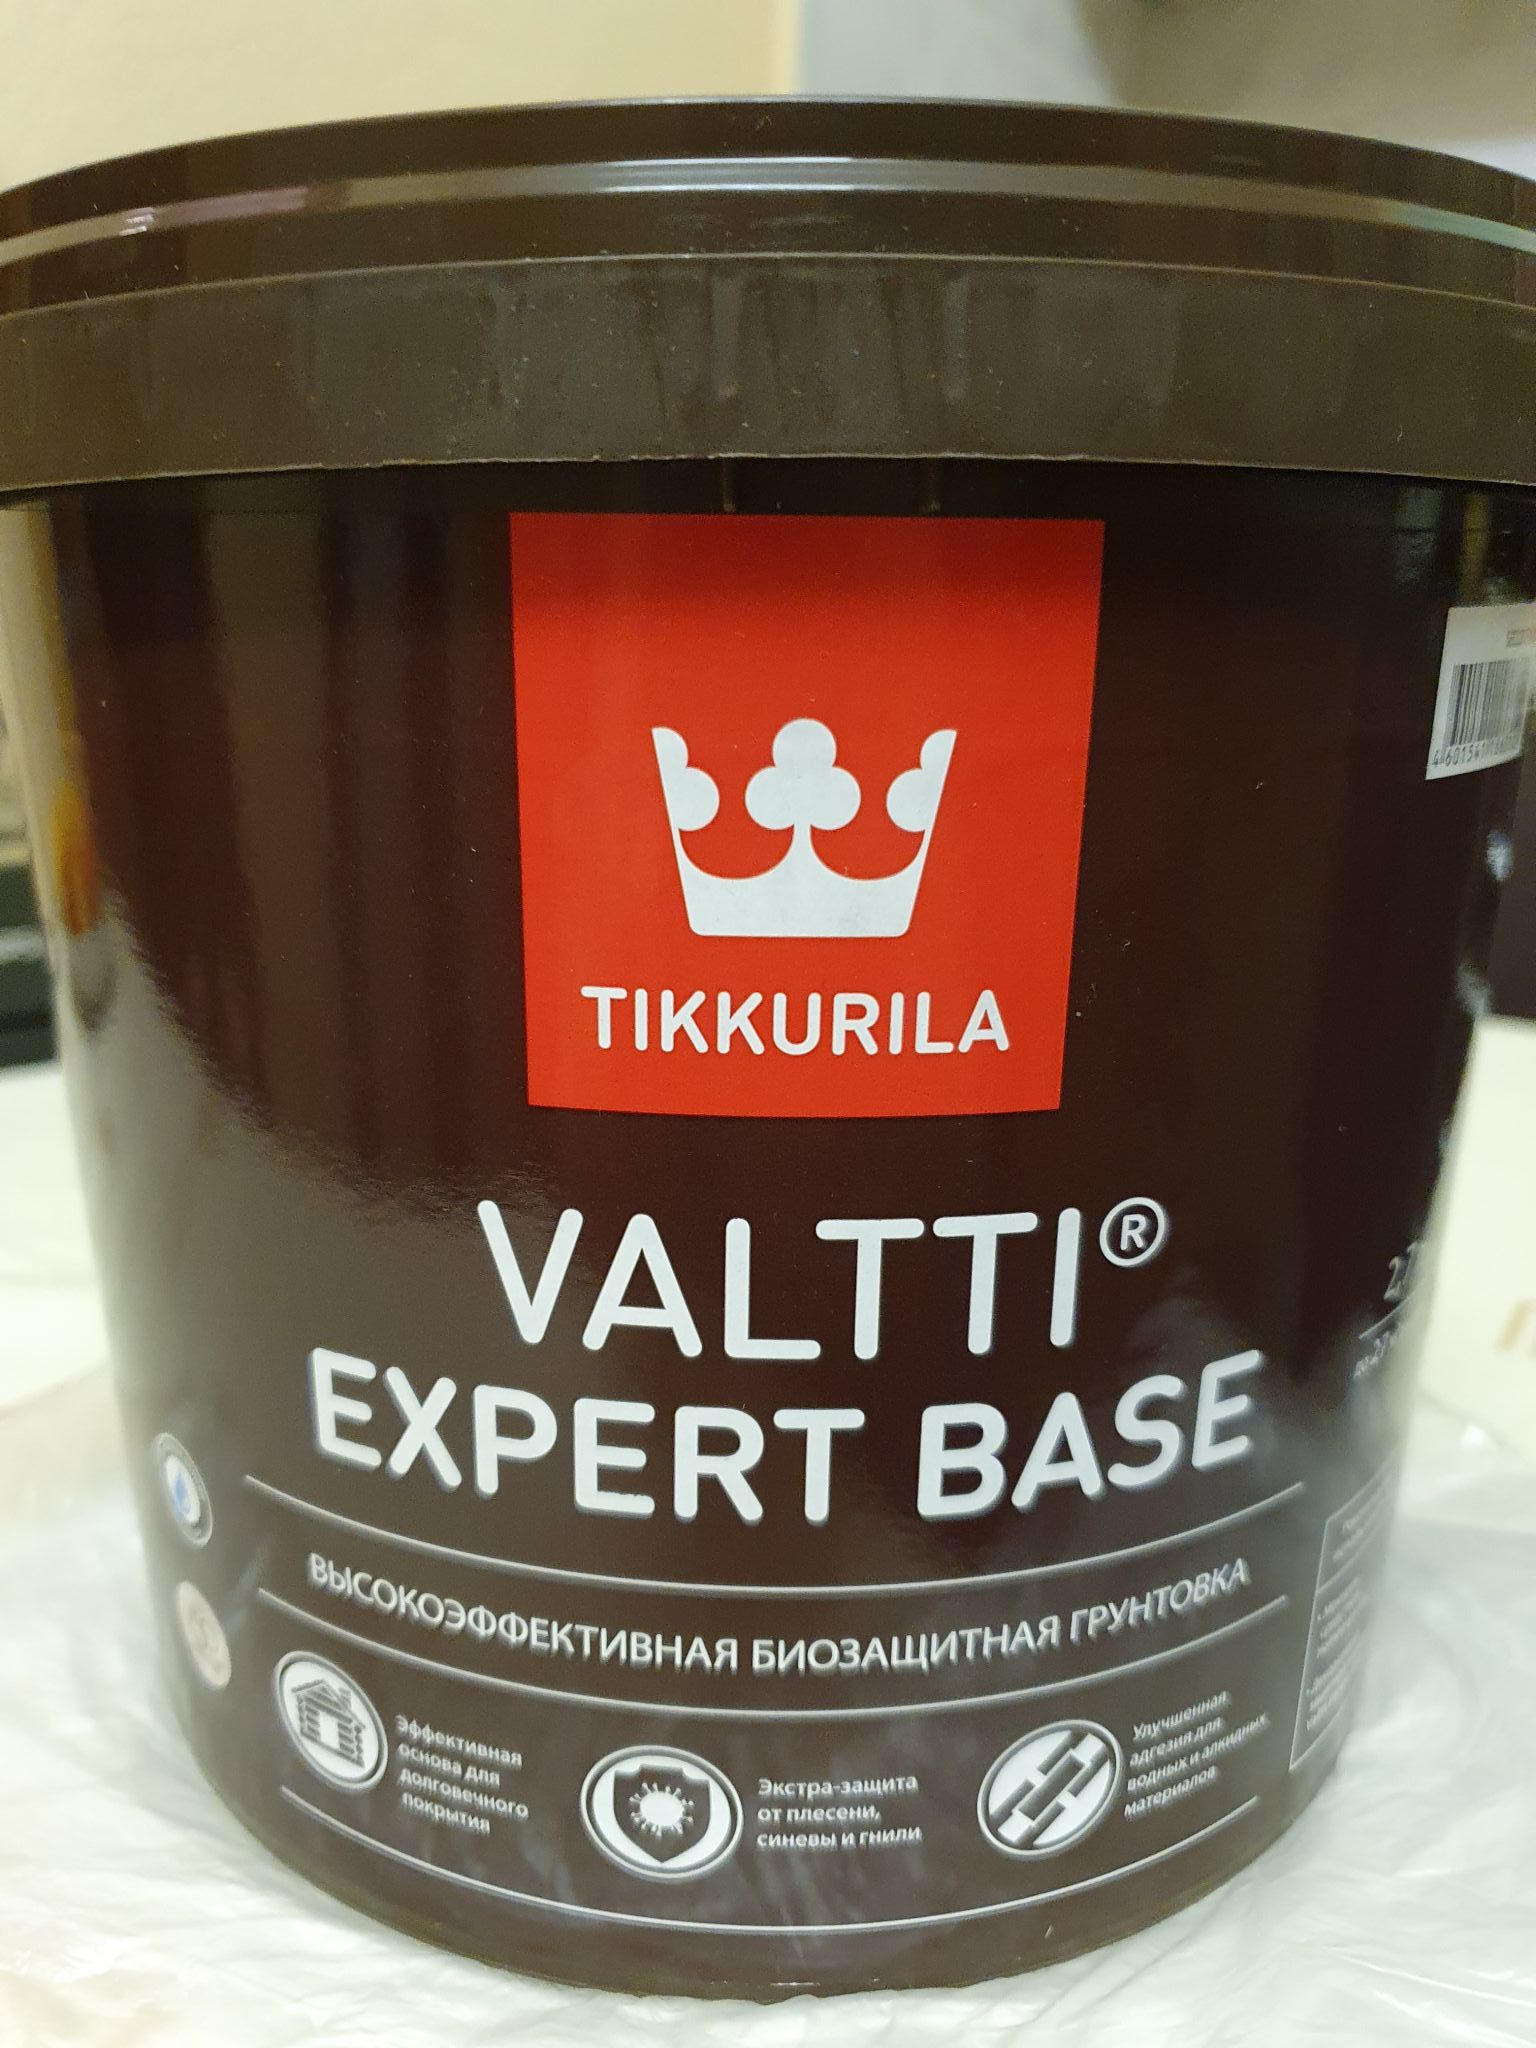 TIKKURILA
VALTTI®
EXPERT BASE
ВЫСОКОЭФФЕКТИВНАЯ БИОЗАЩИТНАЯ ГРУНТОВКА
Эффективная
основа для
долговечного
покрытия
Экстра-защита
от плесени,
синевы и гнили
Улучшенная
адгезия для
водных и алкидных
материалов